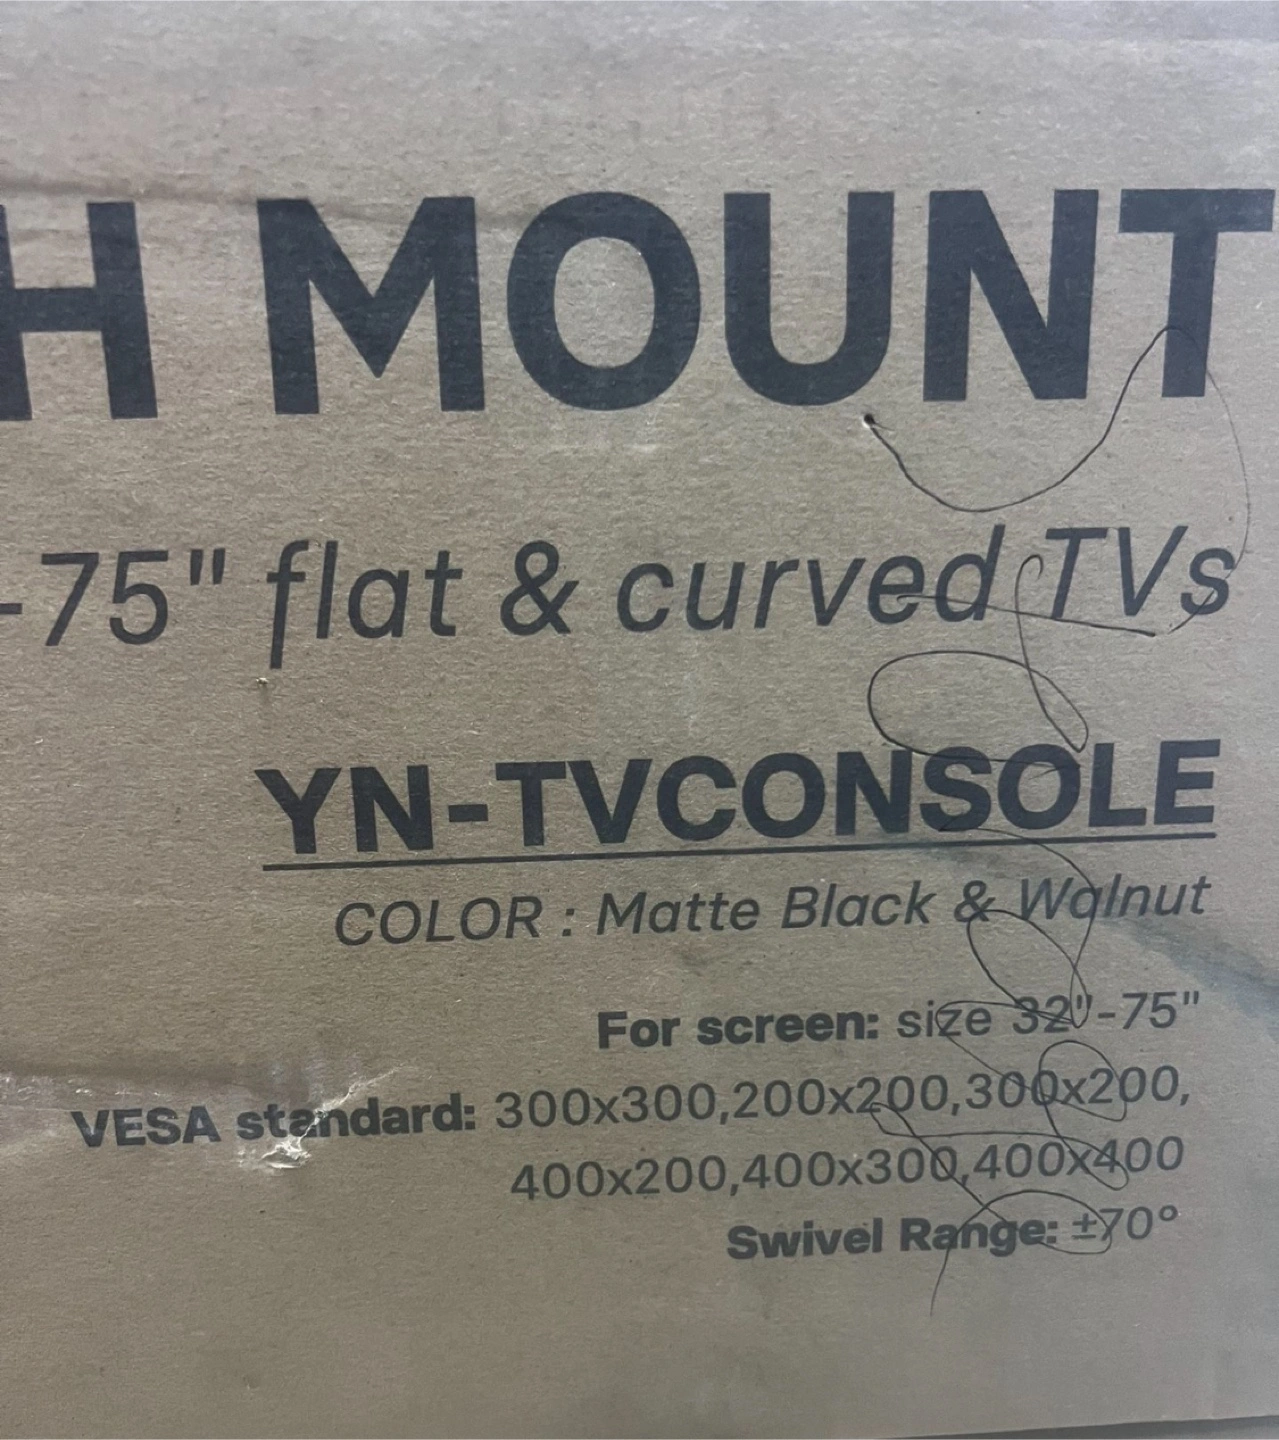 H MOUNT
-75" flat & curved TVs
YN-TVCONSOLE
COLOR : Matte Black & Walnut
For screen: size 32"-75"
VESA standard: 300x300,200x200,300x200,
400x200,400x300,400x400
Swivel Range: ±70°